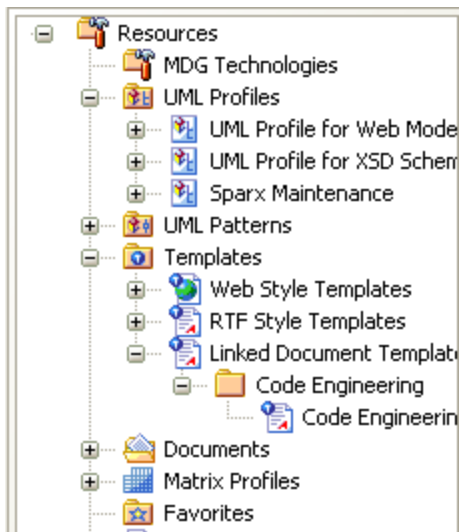 Resources
MDG Technologies
UML Profiles
UML Profile for Web Mode
UML Profile for XSD Schem
Sparx Maintenance
UML Patterns
Templates
Web Style Templates
RTF Style Templates
Linked Document Templat
Code Engineering
Code Engineerin
Documents
Matrix Profiles
Favorites